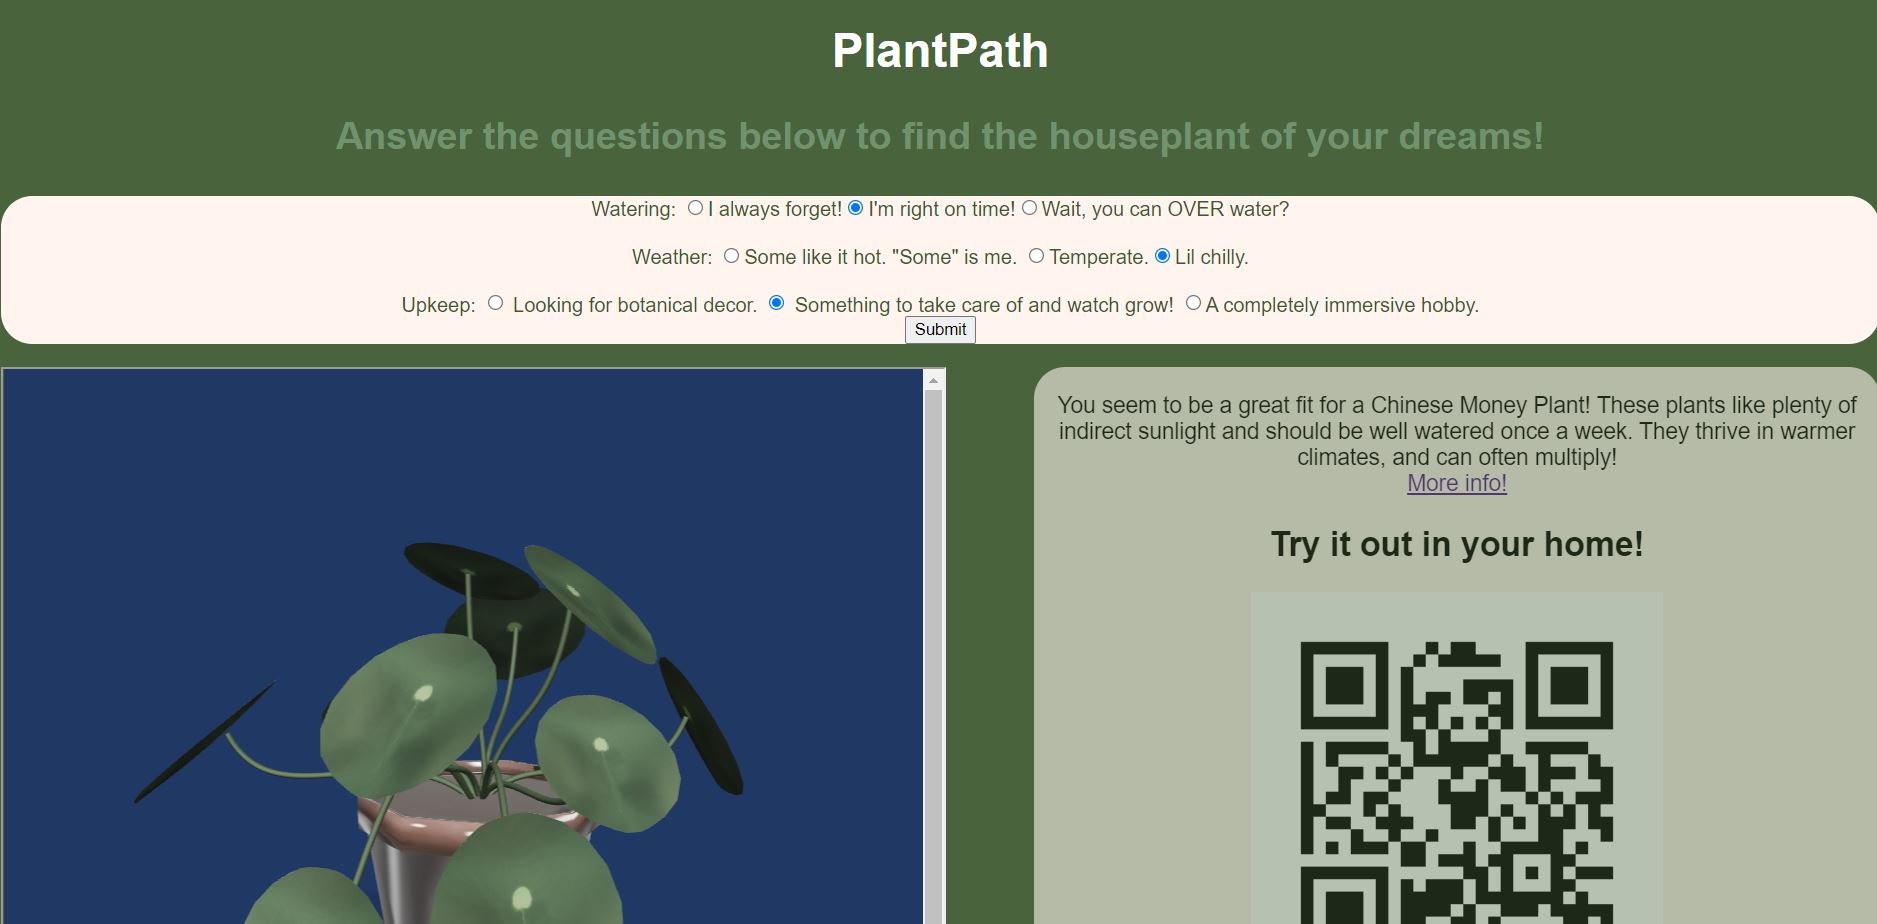 PlantPath
Answer the questions below to find the houseplant of your dreams!
Watering: I always forget! I'm right on time! Wait, you can OVER water?
Weather: Some like it hot. "Some" is me. Temperate. Lil chilly.
Upkeep: Looking for botanical decor. Something to take care of and watch grow! A completely immersive hobby.
Submit
You seem to be a great fit for a Chinese Money Plant! These plants like plenty of
indirect sunlight and should be well watered once a week. They thrive in warmer
climates, and can often multiply!
More info!
Try it out in your home!